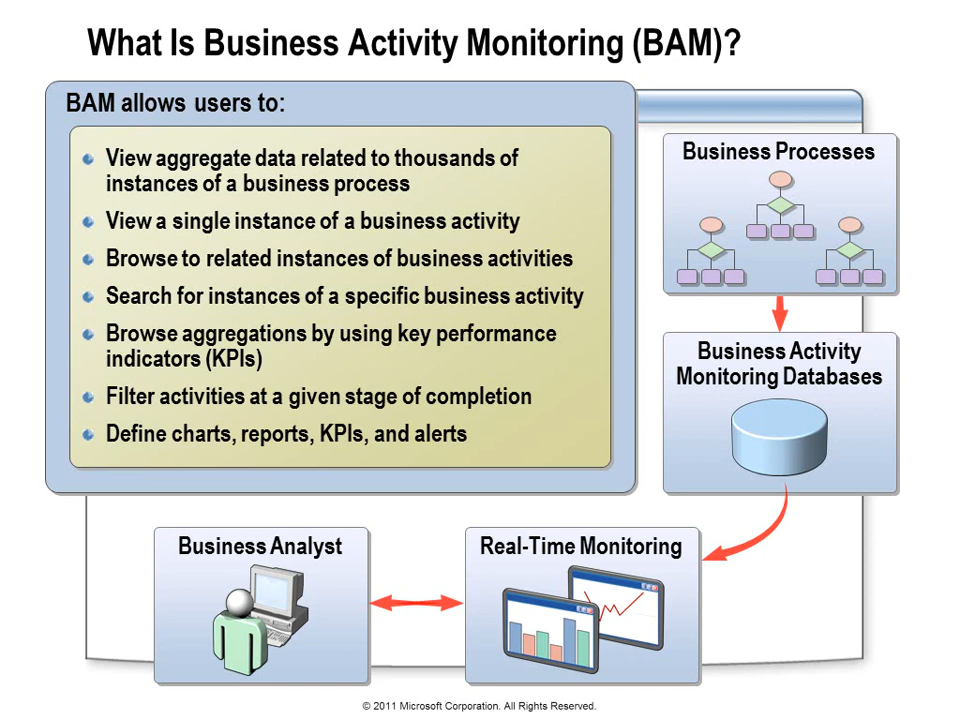 What Is Business Activity Monitoring (BAM)?
BAM allows users to:
View aggregate data related to thousands of
instances of a business process
View a single instance of a business activity
Browse to related instances of business activities
Search for instances of a specific business activity
Browse aggregations by using key performance
indicators (KPIs)
Filter activities at a given stage of completion
Define charts, reports, KPIs, and alerts
Business Processes
Business Activity
Monitoring Databases
Business Analyst
Real-Time Monitoring
© 2011 Microsoft Corporation. All Rights Reserved.